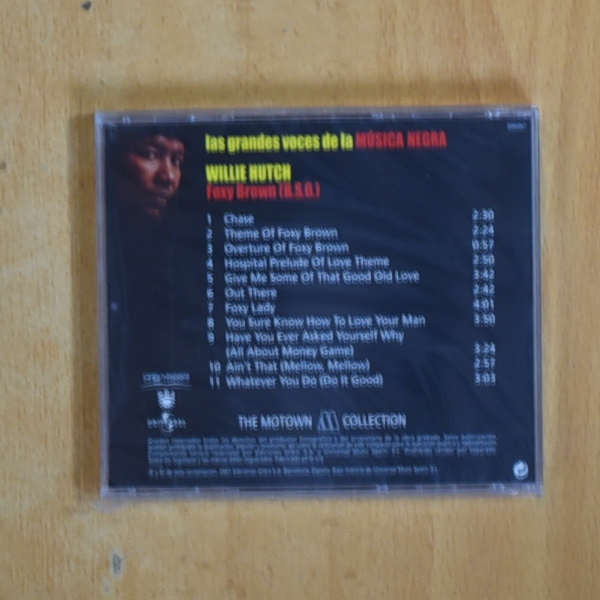 las grandes voces de la MÚSICA NEGRA
WILLIE HUTCH
Foxy Brown (B.S.O.)
1 Chase 2:30
2 Theme Of Foxy Brown 2:24
3 Overture Of Foxy Brown 0:57
4 Hospital Prelude Of Love Theme 2:50
5 Give Me Some Of That Good Old Love 3:42
6 Out There 2:42
7 Foxy Lady 4:01
8 You Sure Know How To Love Your Man 3:50
9 Have You Ever Asked Yourself Why
(All About Money Game) 3:24
10 Ain't That (Mellow, Mellow) 2:57
11 Whatever You Do (Do It Good) 3:03
THE MOTOWN M COLLECTION